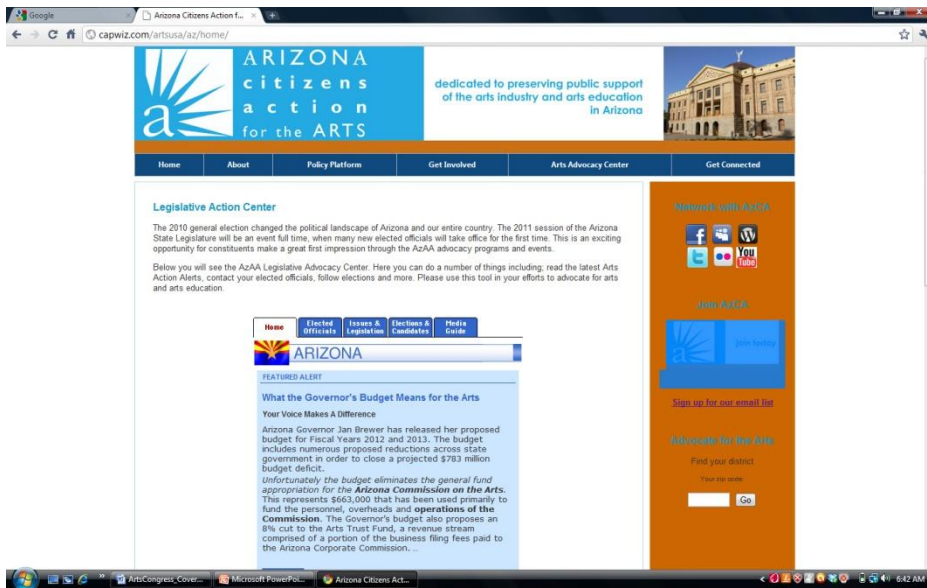 Google
Arizona Citizens Action f...
capwiz.com/artsusa/az/home/
ARIZONA
citizens
action
for the ARTS
a
dedicated to preserving public support
of the arts industry and arts education
in Arizona
Home About Policy Platform Get Involved Arts Advocacy Center Get Connected
Legislative Action Center
The 2010 general election changed the political landscape of Arizona and our entire country. The 2011 session of the Arizona
State Legislature will be an event full time, when many new elected officials will take office for the first time. This is an exciting
opportunity for constituents make a great first impression through the AzAA advocacy programs and events.
Below you will see the AzAA Legislative Advocacy Center. Here you can do a number of things including; read the latest Arts
Action Alerts, contact your elected officials, follow elections and more. Please use this tool in your efforts to advocate for arts
and arts education.
Home Elected Officials Issues & Legislation Elections & Candidates Media Guide
ARIZONA
FEATURED ALERT
What the Governor's Budget Means for the Arts
Your Voice Makes A Difference
Arizona Governor Jan Brewer has released her proposed
budget for Fiscal Years 2012 and 2013. The budget
includes numerous proposed reductions across state
government in order to close a projected $783 million
budget deficit.
Unfortunately the budget eliminates the general fund
appropriation for the Arizona Commission on the Arts.
This represents $663,000 that has been used primarily to
fund the personnel, overheads and operations of the
Commission. The Governor's budget also proposes an
8% cut to the Arts Trust Fund, a revenue stream
comprised of a portion of the business filing fees paid to
the Arizona Corporate Commission. ..
Network with AzCA
You
Tube
Join AzCA
a
join today
Sign up for our email list
Advocate for the Arts
Find your district
Your zip code:
Go
ArtsCongress_Cover... Microsoft PowerPoi... Arizona Citizens Act... 6:42 AM